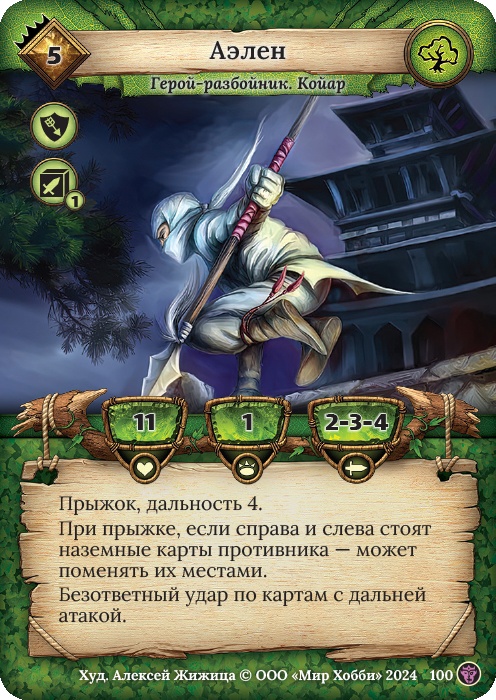 5
Аэлен
Герой-разбойник. Койар
1
11
1
2-3-4
Прыжок, дальность 4.
При прыжке, если справа и слева стоят
наземные карты противника — может
поменять их местами.
Безответный удар по картам с дальней
атакой.
Худ. Алексей Жижица © ООО «Мир Хобби» 2024 100